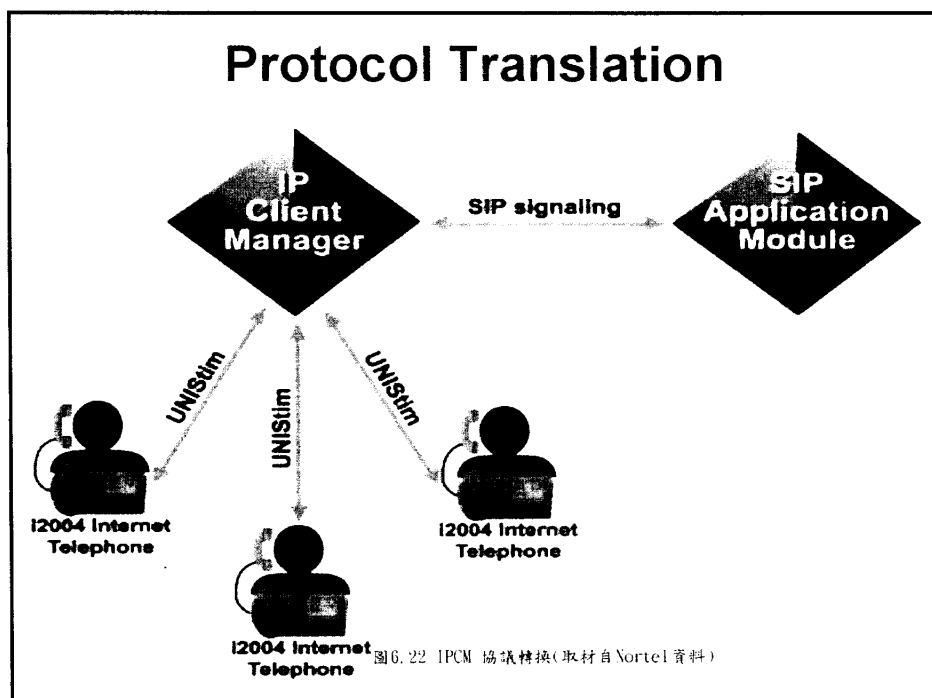 Protocol Translation
IP
Client
Manager
SIP signaling
SIP
Application
Module
UNIStim
UNIStim
UNIStim
i2004 Internet
Telephone
i2004 Internet
Telephone
i2004 Internet
Telephone
圖6.22 IPCM 協議轉換(取材自Nortel資料)